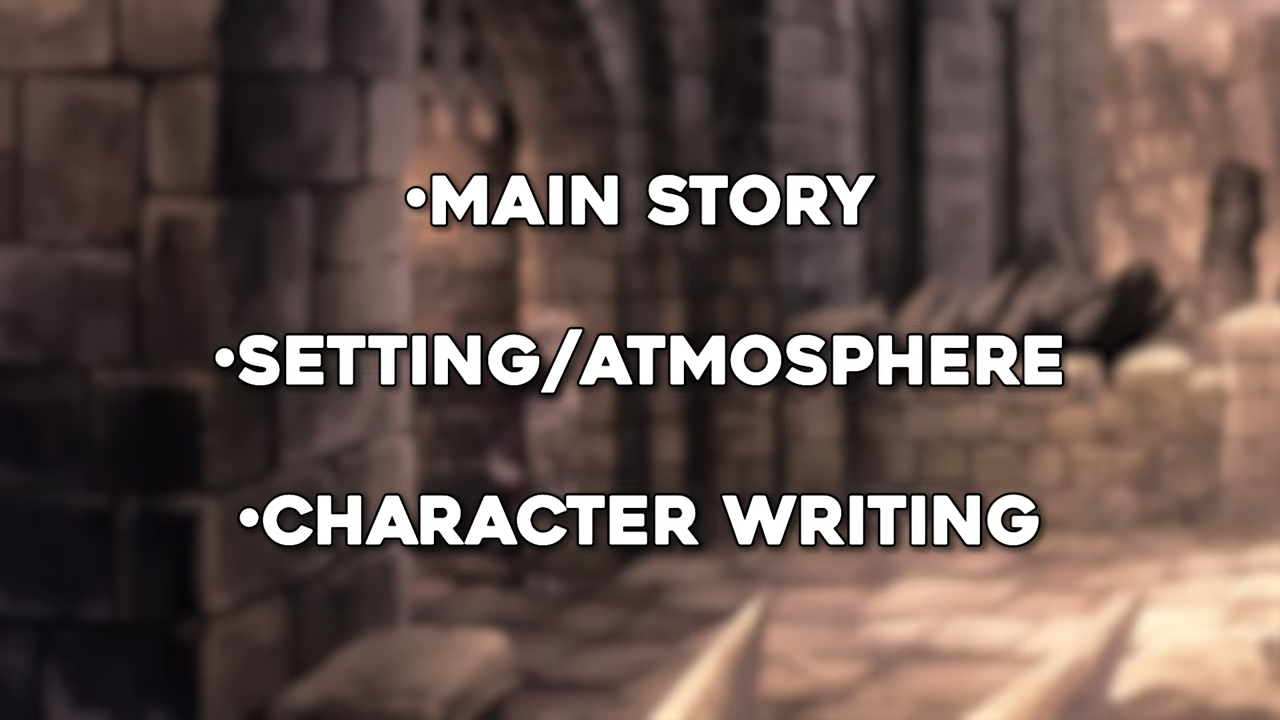 •MAIN STORY
•SETTING/ATMOSPHERE
•CHARACTER WRITING